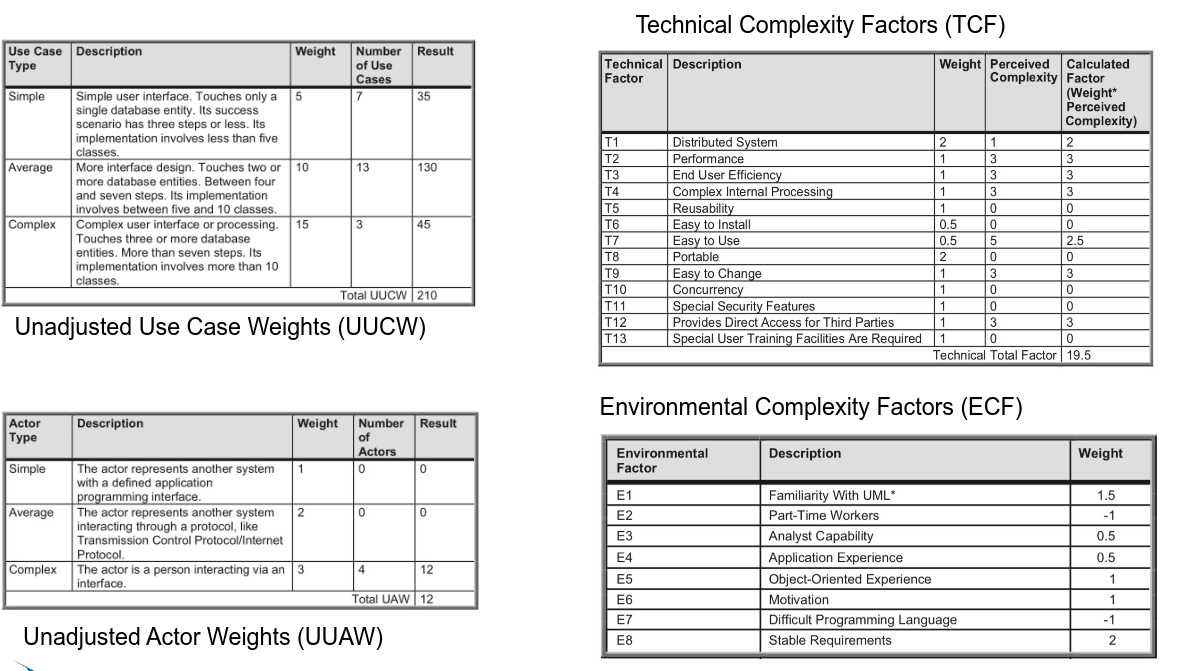 Technical Complexity Factors (TCF)
Use Case Type | Description | Weight | Number of Use Cases | Result
Simple | Simple user interface. Touches only a single database entity. Its success scenario has three steps or less. Its implementation involves less than five classes. | 5 | 7 | 35
Average | More interface design. Touches two or more database entities. Between four and seven steps. Its implementation involves between five and 10 classes. | 10 | 13 | 130
Complex | Complex user interface or processing. Touches three or more database entities. More than seven steps. Its implementation involves more than 10 classes. | 15 | 3 | 45
Total UUCW | 210
Unadjusted Use Case Weights (UUCW)
Technical Factor | Description | Weight | Perceived Complexity | Calculated Factor (Weight* Perceived Complexity)
T1 | Distributed System | 2 | 1 | 2
T2 | Performance | 1 | 3 | 3
T3 | End User Efficiency | 1 | 3 | 3
T4 | Complex Internal Processing | 1 | 3 | 3
T5 | Reusability | 1 | 0 | 0
T6 | Easy to Install | 0.5 | 0 | 0
T7 | Easy to Use | 0.5 | 5 | 2.5
T8 | Portable | 2 | 0 | 0
T9 | Easy to Change | 1 | 3 | 3
T10 | Concurrency | 1 | 0 | 0
T11 | Special Security Features | 1 | 0 | 0
T12 | Provides Direct Access for Third Parties | 1 | 3 | 3
T13 | Special User Training Facilities Are Required | 1 | 0 | 0
Technical Total Factor | 19.5
Actor Type | Description | Weight | Number of Actors | Result
Simple | The actor represents another system with a defined application programming interface. | 1 | 0 | 0
Average | The actor represents another system interacting through a protocol, like Transmission Control Protocol/Internet Protocol. | 2 | 0 | 0
Complex | The actor is a person interacting via an interface. | 3 | 4 | 12
Total UAW | 12
Unadjusted Actor Weights (UUAW)
Environmental Complexity Factors (ECF)
Environmental Factor | Description | Weight
E1 | Familiarity With UML* | 1.5
E2 | Part-Time Workers | -1
E3 | Analyst Capability | 0.5
E4 | Application Experience | 0.5
E5 | Object-Oriented Experience | 1
E6 | Motivation | 1
E7 | Difficult Programming Language | -1
E8 | Stable Requirements | 2